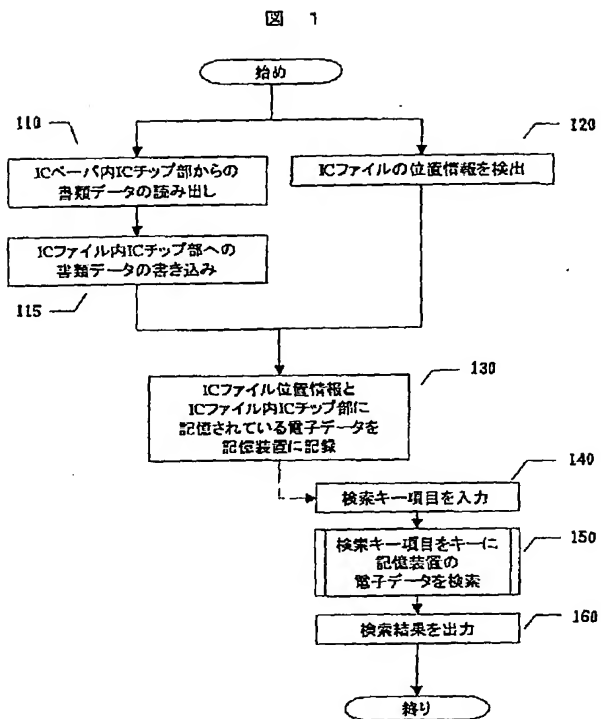 図 1
始め
110
120
ICペーパ内ICチップ部からの
書類データの読み出し
ICファイルの位置情報を検出
ICファイル内ICチップ部への
書類データの書き込み
115
130
ICファイル位置情報と
ICファイル内ICチップ部に
記憶されている電子データを
記憶装置に記録
140
検索キー項目を入力
150
検索キー項目をキーに
記憶装置の
電子データを検索
160
検索結果を出力
終り